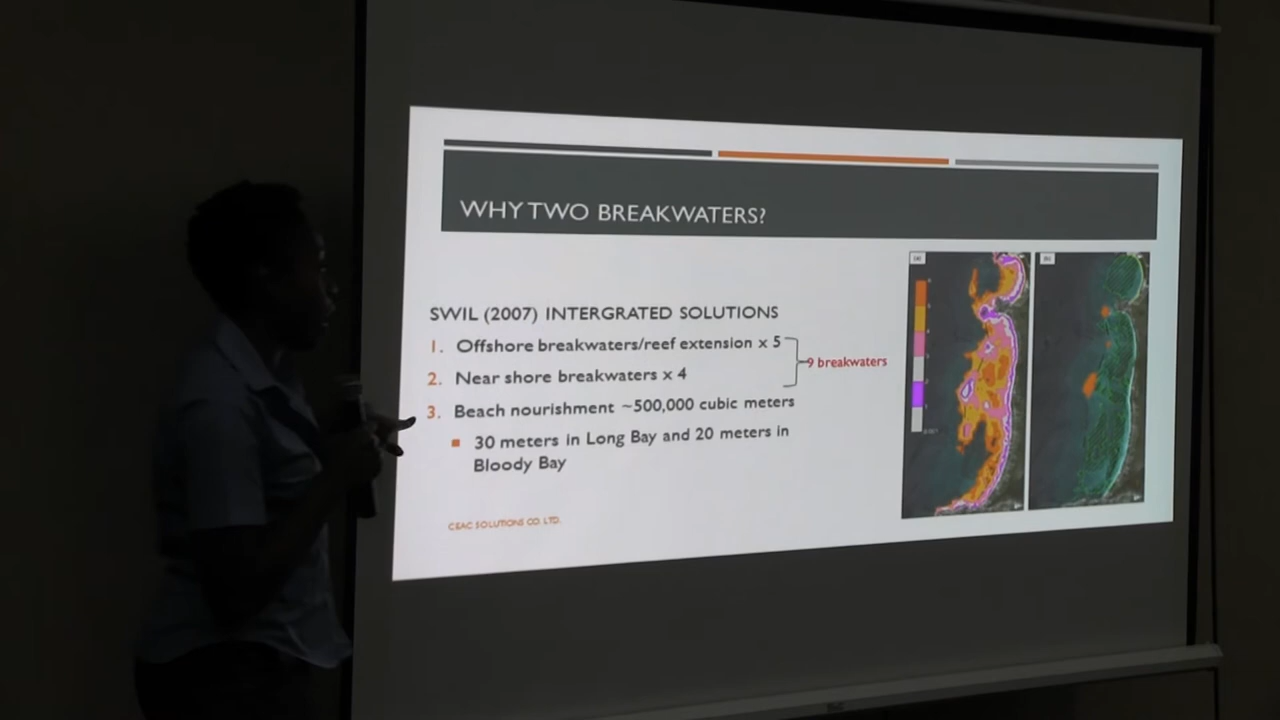 WHY TWO BREAKWATERS?
SWIL (2007) INTERGRATED SOLUTIONS
1. Offshore breakwaters/reef extension x 5
2. Near shore breakwaters x 4
9 breakwaters
3. Beach nourishment ~500,000 cubic meters
30 meters in Long Bay and 20 meters in
Bloody Bay
CEAC SOLUTIONS CO. LTD.